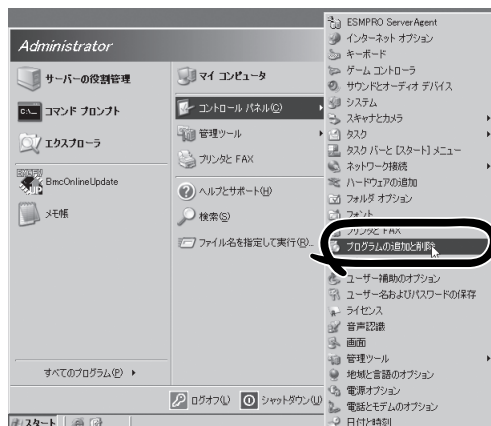 Administrator
サーバーの役割管理
コマンド プロンプト
エクスプローラ
BmcOnlineUpdate
メモ帳
すべてのプログラム(P)
マイ コンピュータ
コントロール パネル(C)
管理ツール
プリンタと FAX
ヘルプとサポート(H)
検索(S)
ファイル名を指定して実行(R)...
ログオフ(L)
シャットダウン(U)
スタート
ESMPRO ServerAgent
インターネット オプション
キーボード
ゲーム コントローラ
サウンドとオーディオ デバイス
システム
スキャナとカメラ
タスク
タスク バーと [スタート] メニュー
ネットワーク接続
ハードウェアの追加
フォルダ オプション
フォント
プリンタと FAX
プログラムの追加と削除
ユーザー補助のオプション
ユーザー名およびパスワードの保存
ライセンス
音声認識
画面
管理ツール
地域と言語のオプション
電源オプション
電話とモデムのオプション
日付と時刻